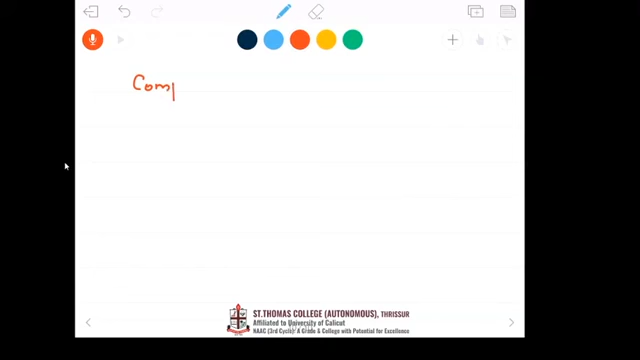 Com
ST.THOMAS COLLEGE (AUTONOMOUS), THRISSUR
Affiliated to University of Calicut
NAAC (3rd Cycle) A Grade & College with Potential for Excellence